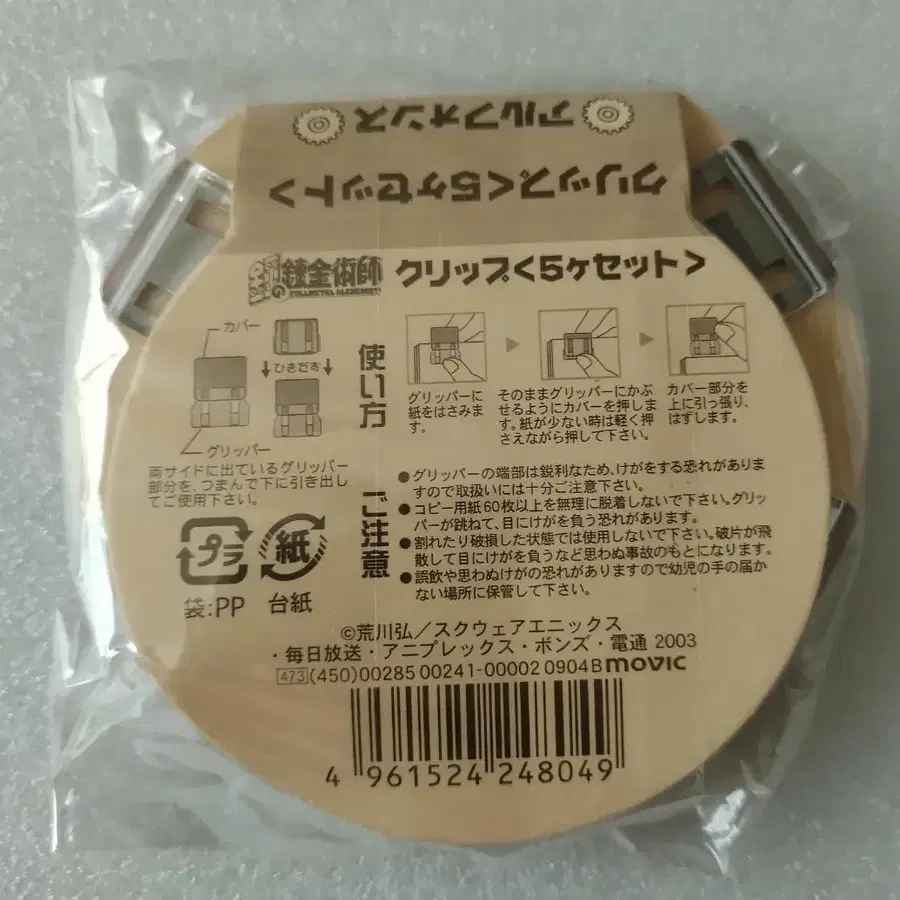 アルフォンス
クリップ<5ヶセット>
鋼の錬金術師
FULLMETAL ALCHEMIST
クリップ<5ヶセット>
カバー
ひきだす
グリッパー
両サイドに出ているグリッパー
部分を、つまんで下に引き出し
てご使用下さい。
使い方
グリッパーに
紙をはさみま
す。
そのままグリッパーにかぶ
せるようにカバーを押しま
す。紙が少ない時は軽く押
さえながら押して下さい。
カバー部分を
上に引っ張り、
はずします。
ご注意
●グリッパーの端部は鋭利なため、けがをする恐れがありま
すので取扱いには十分ご注意下さい。
●コピー用紙60枚以上を無理に脱着しないで下さい。グリッ
パーが跳ねて、目にけがを負う恐れがあります。
●割れたり破損した状態では使用しないで下さい。破片が飛
散して目にけがを負うなど思わぬ事故のもとになります。
●誤飲や思わぬけがの恐れがありますので幼児の手の届か
ない場所に保管して下さい。
プラ
紙
袋:PP
台紙
©荒川弘/スクウェアエニックス
・毎日放送・アニプレックス・ボンズ・電通 2003
473 (450)00285 00241-00002 0904B movic
4 961524 248049